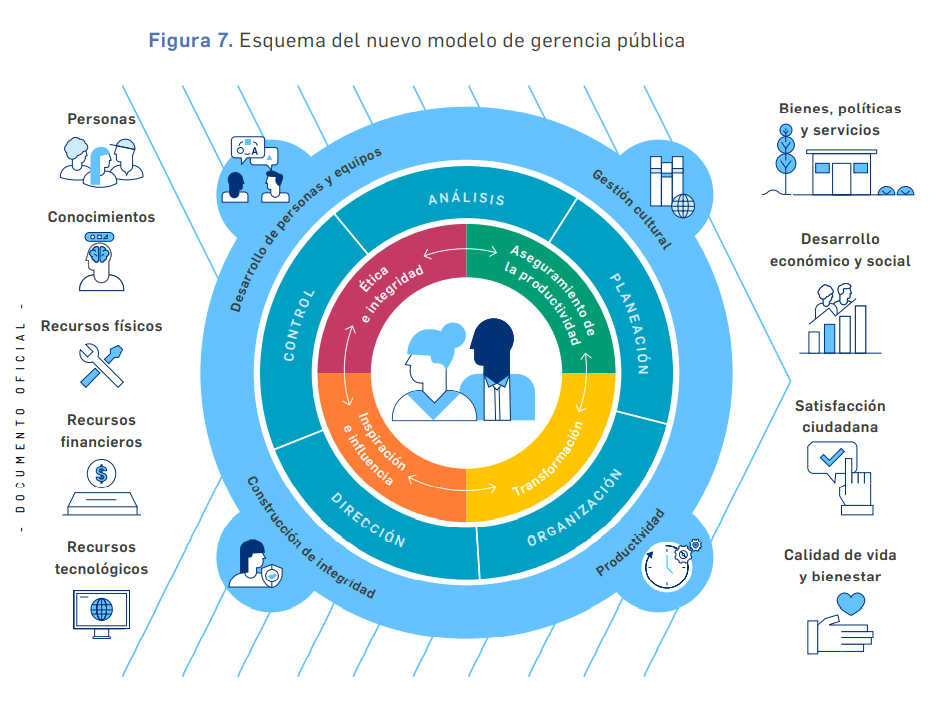 Figura 7. Esquema del nuevo modelo de gerencia pública
- DOCUMENTO OFICIAL -
Personas
Conocimientos
Recursos físicos
Recursos
financieros
Recursos
tecnológicos
Desarrollo de personas y equipos
Gestión cultural
Construcción de integridad
Productividad
ANÁLISIS
PLANEACIÓN
ORGANIZACIÓN
DIRECCIÓN
CONTROL
Ética
e integridad
Aseguramiento de
la productividad
Transformación
Inspiración
e influencia
A
$
Bienes, políticas
y servicios
Desarrollo
económico y social
Satisfacción
ciudadana
Calidad de vida
y bienestar